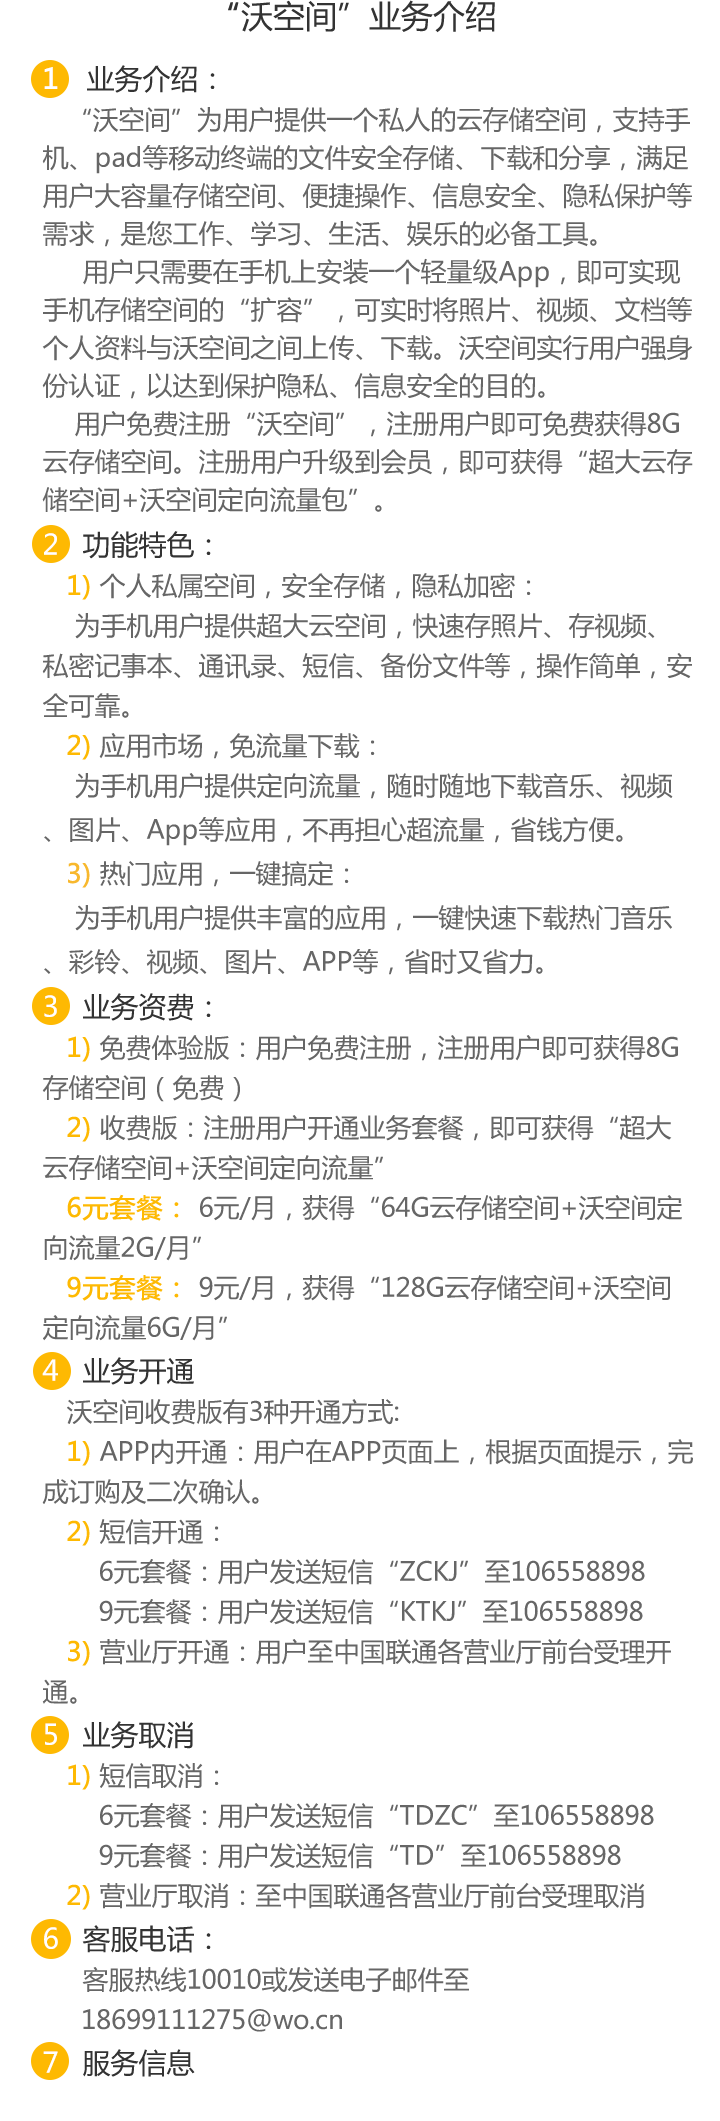 “沃空间”业务介绍
1 业务介绍：
“沃空间”为用户提供一个私人的云存储空间，支持手
机、pad等移动终端的文件安全存储、下载和分享，满足
用户大容量存储空间、便捷操作、信息安全、隐私保护等
需求，是您工作、学习、生活、娱乐的必备工具。
用户只需要在手机上安装一个轻量级App，即可实现
手机存储空间的“扩容”，可实时将照片、视频、文档等
个人资料与沃空间之间上传、下载。沃空间实行用户强身
份认证，以达到保护隐私、信息安全的目的。
用户免费注册“沃空间”，注册用户即可免费获得8G
云存储空间。注册用户升级到会员，即可获得“超大云存
储空间+沃空间定向流量包”。
2 功能特色：
1) 个人私属空间，安全存储，隐私加密：
为手机用户提供超大云空间，快速存照片、存视频、
私密记事本、通讯录、短信、备份文件等，操作简单，安
全可靠。
2) 应用市场，免流量下载：
为手机用户提供定向流量，随时随地下载音乐、视频
、图片、App等应用，不再担心超流量，省钱方便。
3) 热门应用，一键搞定：
为手机用户提供丰富的应用，一键快速下载热门音乐
、彩铃、视频、图片、APP等，省时又省力。
3 业务资费：
1) 免费体验版：用户免费注册，注册用户即可获得8G
存储空间（免费）
2) 收费版：注册用户开通业务套餐，即可获得“超大
云存储空间+沃空间定向流量”
6元套餐： 6元/月，获得“64G云存储空间+沃空间定
向流量2G/月”
9元套餐： 9元/月，获得“128G云存储空间+沃空间
定向流量6G/月”
4 业务开通
沃空间收费版有3种开通方式:
1) APP内开通：用户在APP页面上，根据页面提示，完
成订购及二次确认。
2) 短信开通：
6元套餐：用户发送短信“ZCKJ”至106558898
9元套餐：用户发送短信“KTKJ”至106558898
3) 营业厅开通：用户至中国联通各营业厅前台受理开
通。
5 业务取消
1) 短信取消：
6元套餐：用户发送短信“TDZC”至106558898
9元套餐：用户发送短信“TD”至106558898
2) 营业厅取消：至中国联通各营业厅前台受理取消
6 客服电话：
客服热线10010或发送电子邮件至
18699111275@wo.cn
7 服务信息